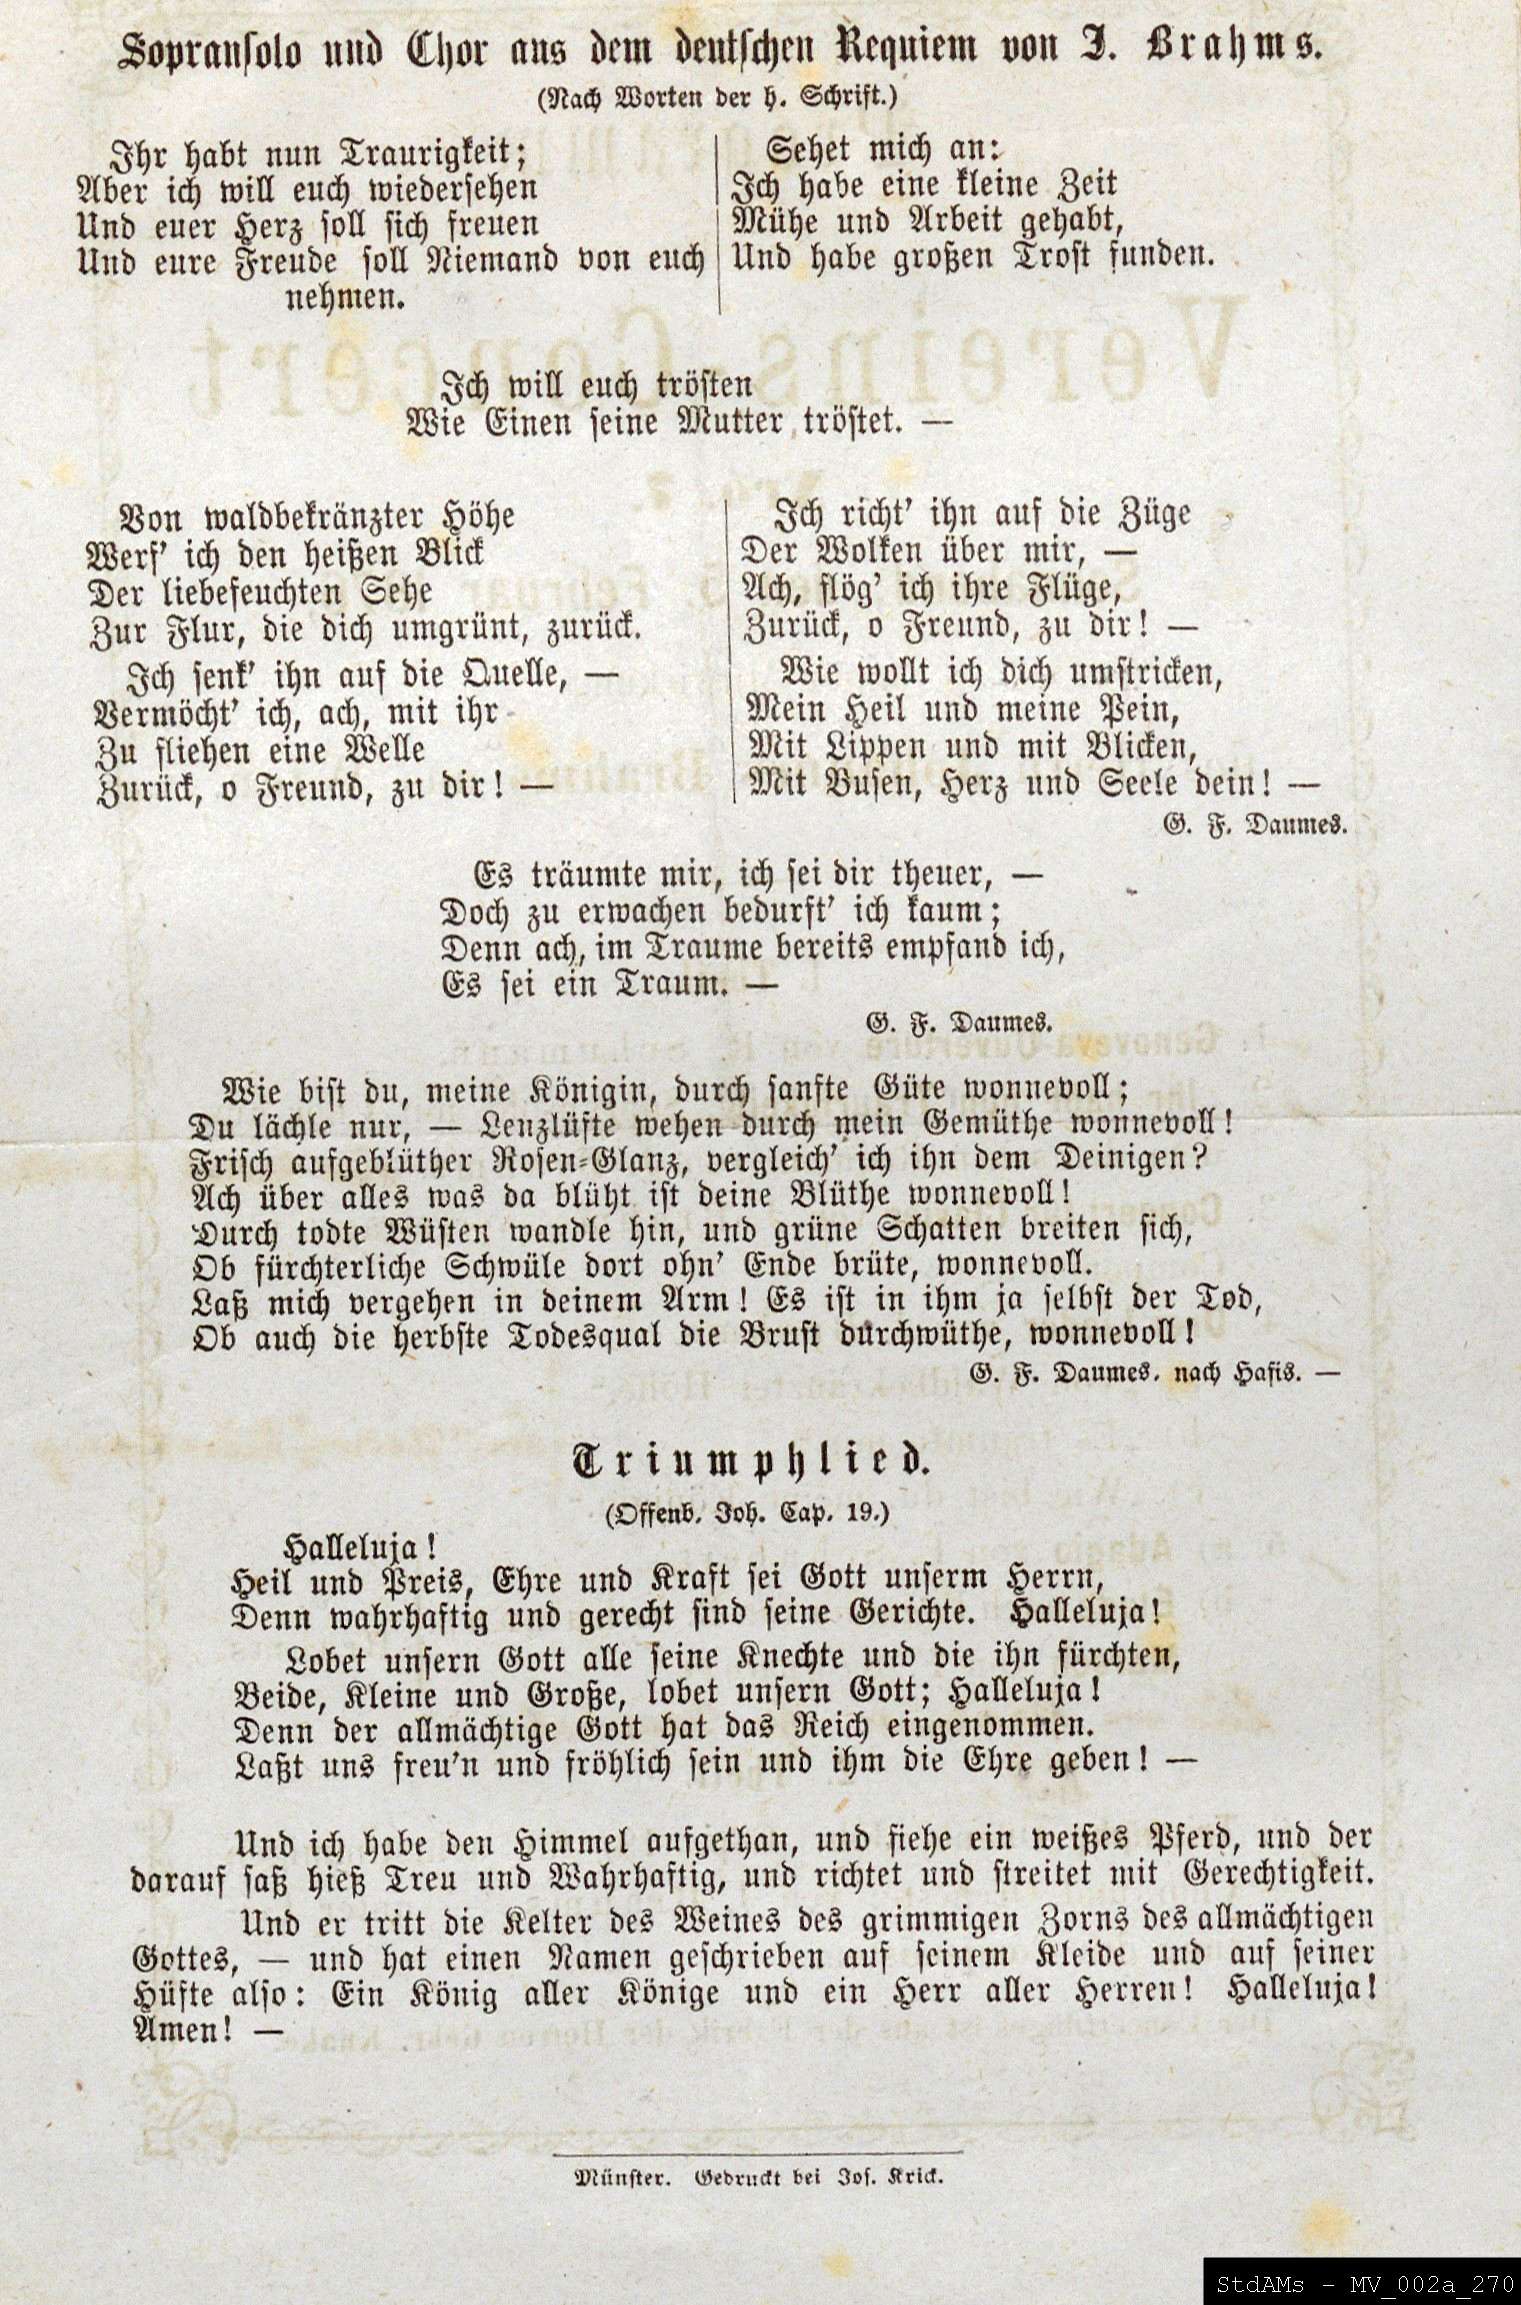 Sopransolo und Chor aus dem deutschen Requiem von J. Brahms.
(Nach Worten der h. Schrift.)
Ihr habt nun Traurigkeit;
Aber ich will euch wiedersehen
Und euer Herz soll sich freuen
Und eure Freude soll Niemand von euch
nehmen.
Sehet mich an:
Ich habe eine kleine Zeit
Mühe und Arbeit gehabt,
Und habe großen Trost funden.
Ich will euch trösten
Wie Einen seine Mutter tröstet. —
Von waldbekränzter Höhe
Werf' ich den heißen Blick
Der liebefeuchten Sehe
Zur Flur, die dich umgrünt, zurück.
Ich senk' ihn auf die Quelle, —
Vermöcht' ich, ach, mit ihr
Zu fliehen eine Welle
Zurück, o Freund, zu dir! —
Ich richt' ihn auf die Züge
Der Wolken über mir, —
Ach, flög' ich ihre Flüge,
Zurück, o Freund, zu dir! —
Wie wollt ich dich umstricken,
Mein Heil und meine Pein,
Mit Lippen und mit Blicken,
Mit Busen, Herz und Seele dein! —
G. F. Daumes.
Es träumte mir, ich sei dir theuer, —
Doch zu erwachen bedurft' ich kaum;
Denn ach, im Traume bereits empfand ich,
Es sei ein Traum. —
G. F. Daumes.
Wie bist du, meine Königin, durch sanfte Güte wonnevoll;
Du lächle nur, — Lenzlüfte wehen durch mein Gemüthe wonnevoll!
Frisch aufgeblüther Rosen-Glanz, vergleich' ich ihn dem Deinigen?
Ach über alles was da blüht ist deine Blüthe wonnevoll!
Durch todte Wüsten wandle hin, und grüne Schatten breiten sich,
Ob fürchterliche Schwüle dort ohn' Ende brüte, wonnevoll.
Laß mich vergehen in deinem Arm! Es ist in ihm ja selbst der Tod,
Ob auch die herbste Todesqual die Brust durchwüthe, wonnevoll!
G. F. Daumes. nach Hafis. —
Triumphlied.
(Offenb. Joh. Cap. 19.)
Halleluja!
Heil und Preis, Ehre und Kraft sei Gott unserm Herrn,
Denn wahrhaftig und gerecht sind seine Gerichte. Halleluja!
Lobet unsern Gott alle seine Knechte und die ihn fürchten,
Beide, Kleine und Große, lobet unsern Gott; Halleluja!
Denn der allmächtige Gott hat das Reich eingenommen.
Laßt uns freu'n und fröhlich sein und ihm die Ehre geben! —
Und ich habe den Himmel aufgethan, und siehe ein weißes Pferd, und der
darauf saß hieß Treu und Wahrhaftig, und richtet und streitet mit Gerechtigkeit.
Und er tritt die Kelter des Weines des grimmigen Zorns des allmächtigen
Gottes, — und hat einen Namen geschrieben auf seinem Kleide und auf seiner
Hüfte also: Ein König aller Könige und ein Herr aller Herren! Halleluja!
Amen! —
Münster. Gedruckt bei Jos. Krick.
StdAMs - MV_002a_270